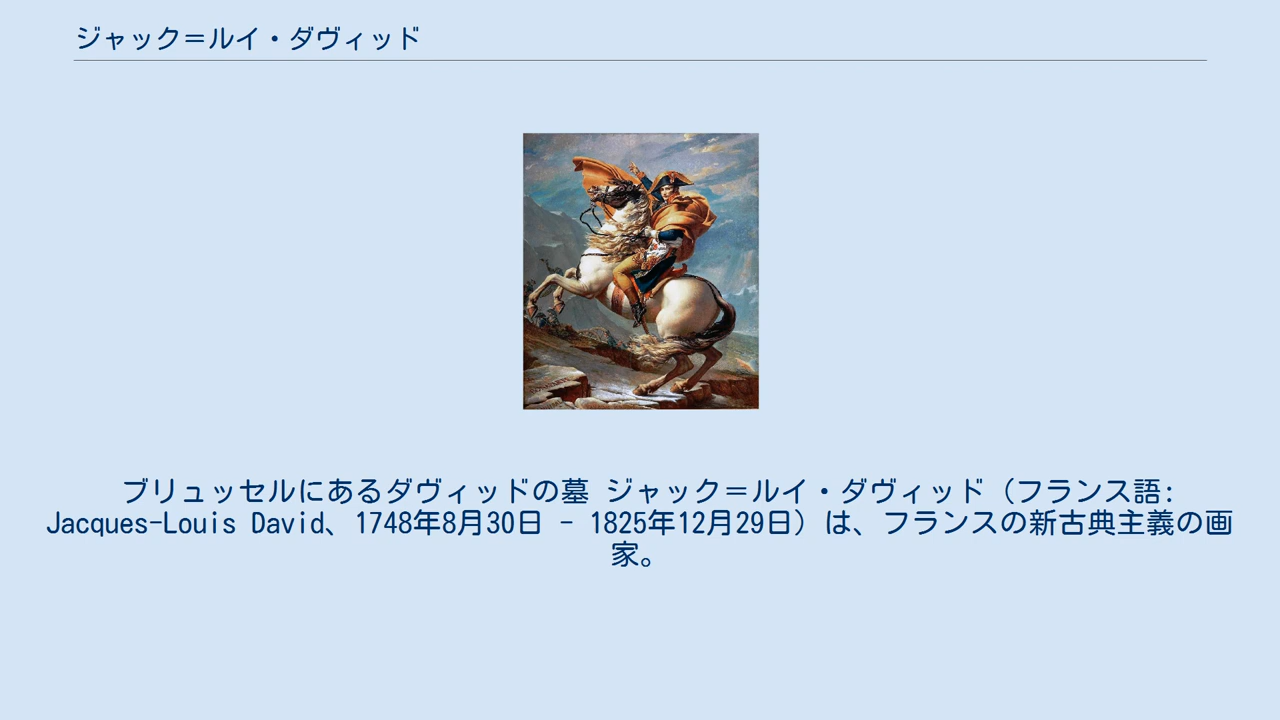 ジャック＝ルイ・ダヴィッド
ブリュッセルにあるダヴィッドの墓 ジャック＝ルイ・ダヴィッド（フランス語:
Jacques-Louis David、1748年8月30日 - 1825年12月29日）は、フランスの新古典主義の画
家。